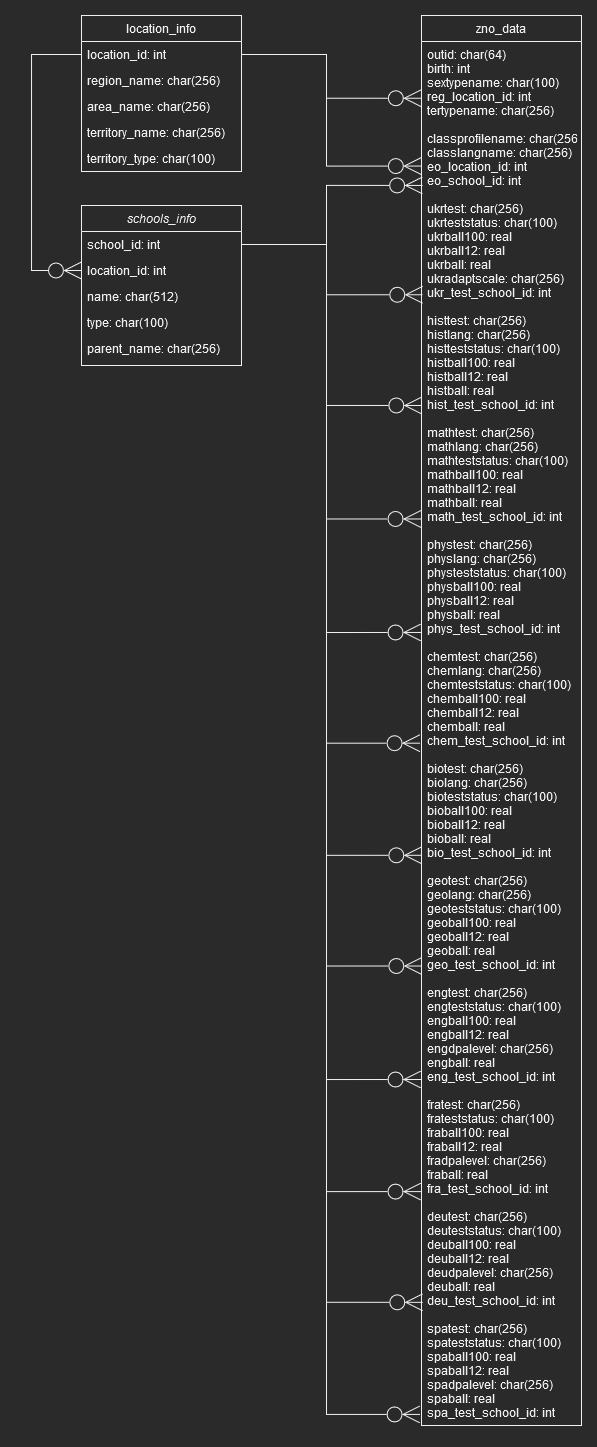 location_info
location_id: int
region_name: char(256)
area_name: char(256)
territory_name: char(256)
territory_type: char(100)
schools_info
school_id: int
location_id: int
name: char(512)
type: char(100)
parent_name: char(256)
zno_data
outid: char(64)
birth: int
sextypename: char(100)
reg_location_id: int
tertypename: char(256)
classprofilename: char(256
classlangname: char(256)
eo_location_id: int
eo_school_id: int
ukrtest: char(256)
ukrteststatus: char(100)
ukrball100: real
ukrball12: real
ukrball: real
ukradaptscale: char(256)
ukr_test_school_id: int
histtest: char(256)
histlang: char(256)
histteststatus: char(100)
histball100: real
histball12: real
histball: real
hist_test_school_id: int
mathtest: char(256)
mathlang: char(256)
mathteststatus: char(100)
mathball100: real
mathball12: real
mathball: real
math_test_school_id: int
phystest: char(256)
physlang: char(256)
physteststatus: char(100)
physball100: real
physball12: real
physball: real
phys_test_school_id: int
chemtest: char(256)
chemlang: char(256)
chemteststatus: char(100)
chemball100: real
chemball12: real
chemball: real
chem_test_school_id: int
biotest: char(256)
biolang: char(256)
bioteststatus: char(100)
bioball100: real
bioball12: real
bioball: real
bio_test_school_id: int
geotest: char(256)
geolang: char(256)
geoteststatus: char(100)
geoball100: real
geoball12: real
geoball: real
geo_test_school_id: int
engtest: char(256)
engteststatus: char(100)
engball100: real
engball12: real
engdpalevel: char(256)
engball: real
eng_test_school_id: int
fratest: char(256)
frateststatus: char(100)
fraball100: real
fraball12: real
fradpalevel: char(256)
fraball: real
fra_test_school_id: int
deutest: char(256)
deuteststatus: char(100)
deuball100: real
deuball12: real
deudpalevel: char(256)
deuball: real
deu_test_school_id: int
spatest: char(256)
spateststatus: char(100)
spaball100: real
spaball12: real
spadpalevel: char(256)
spaball: real
spa_test_school_id: int